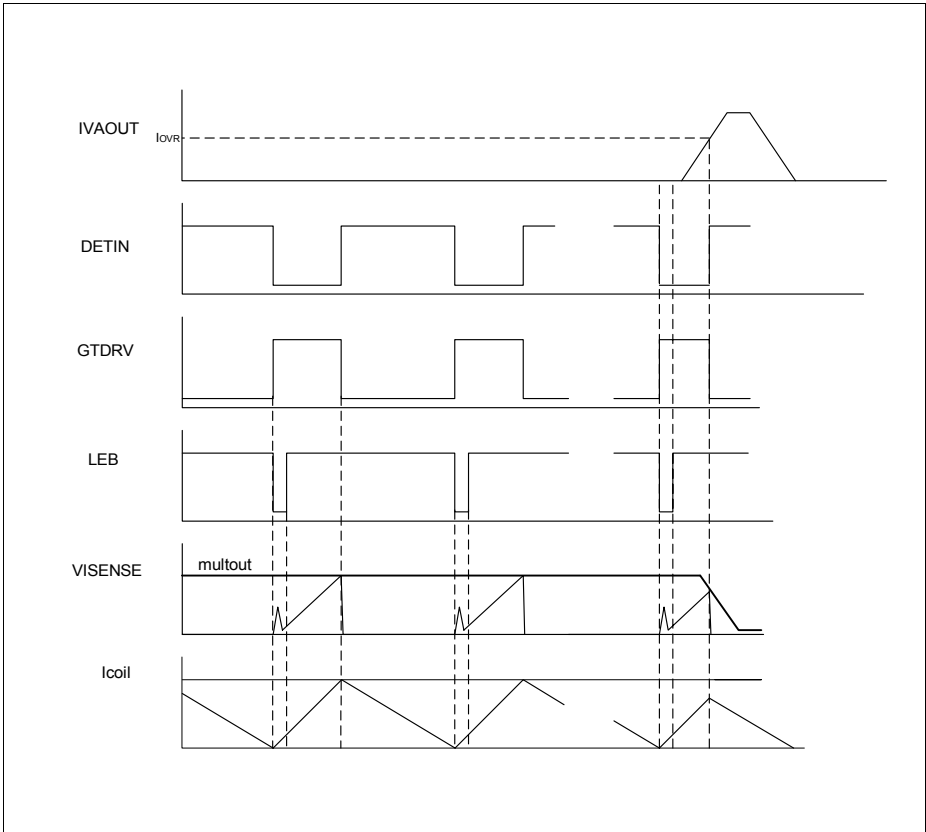 IVAOUT
IOVR
DETIN
GTDRV
LEB
VISENSE
multout
Icoil